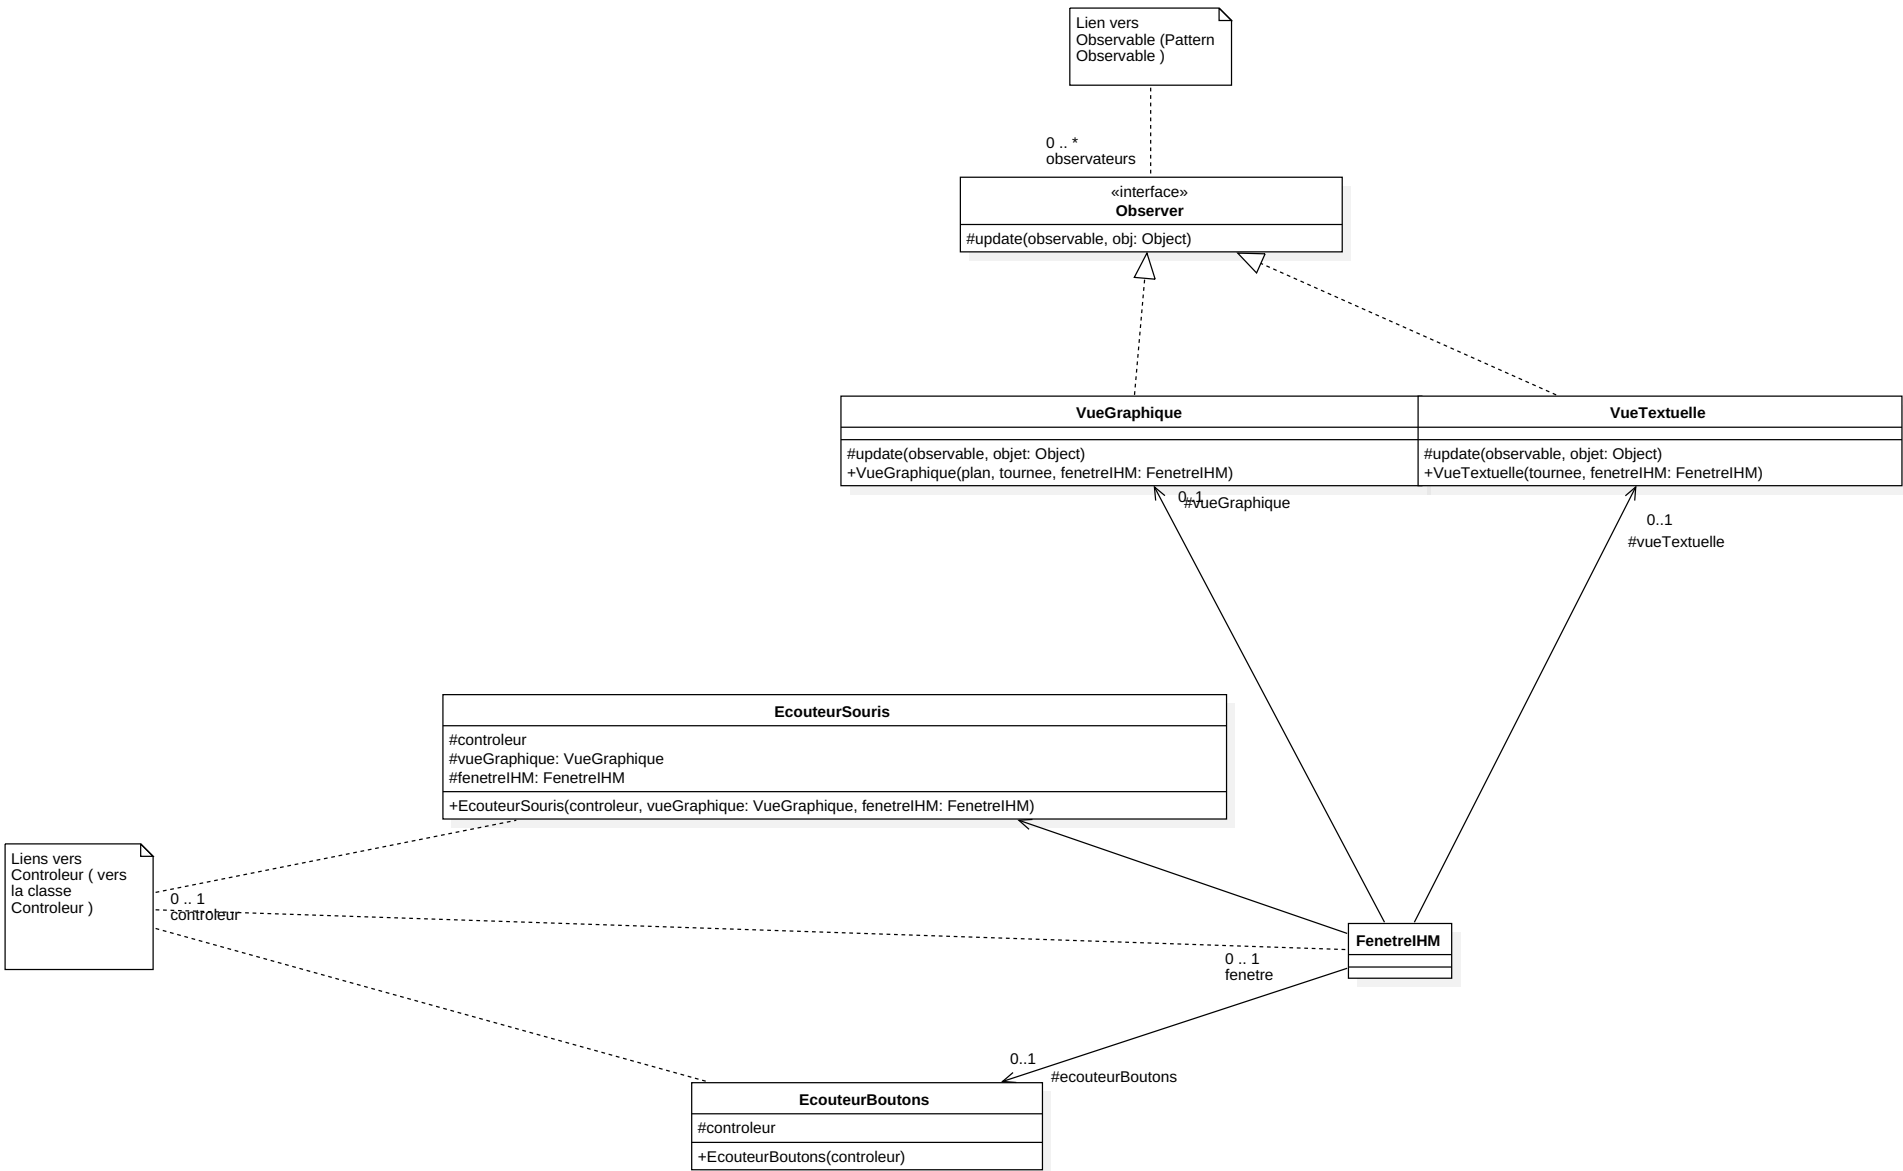 Lien vers
Observable (Pattern
Observable )
0 .. *
observateurs
«interface»
Observer
#update(observable, obj: Object)
VueGraphique
#update(observable, objet: Object)
+VueGraphique(plan, tournee, fenetreIHM: FenetreIHM)
VueTextuelle
#update(observable, objet: Object)
+VueTextuelle(tournee, fenetreIHM: FenetreIHM)
0..1
#vueGraphique
0..1
#vueTextuelle
EcouteurSouris
#controleur
#vueGraphique: VueGraphique
#fenetreIHM: FenetreIHM
+EcouteurSouris(controleur, vueGraphique: VueGraphique, fenetreIHM: FenetreIHM)
Liens vers
Controleur ( vers
la classe
Controleur )
0 .. 1
controleur
FenetreIHM
0 .. 1
fenetre
0..1
#ecouteurBoutons
EcouteurBoutons
#controleur
+EcouteurBoutons(controleur)